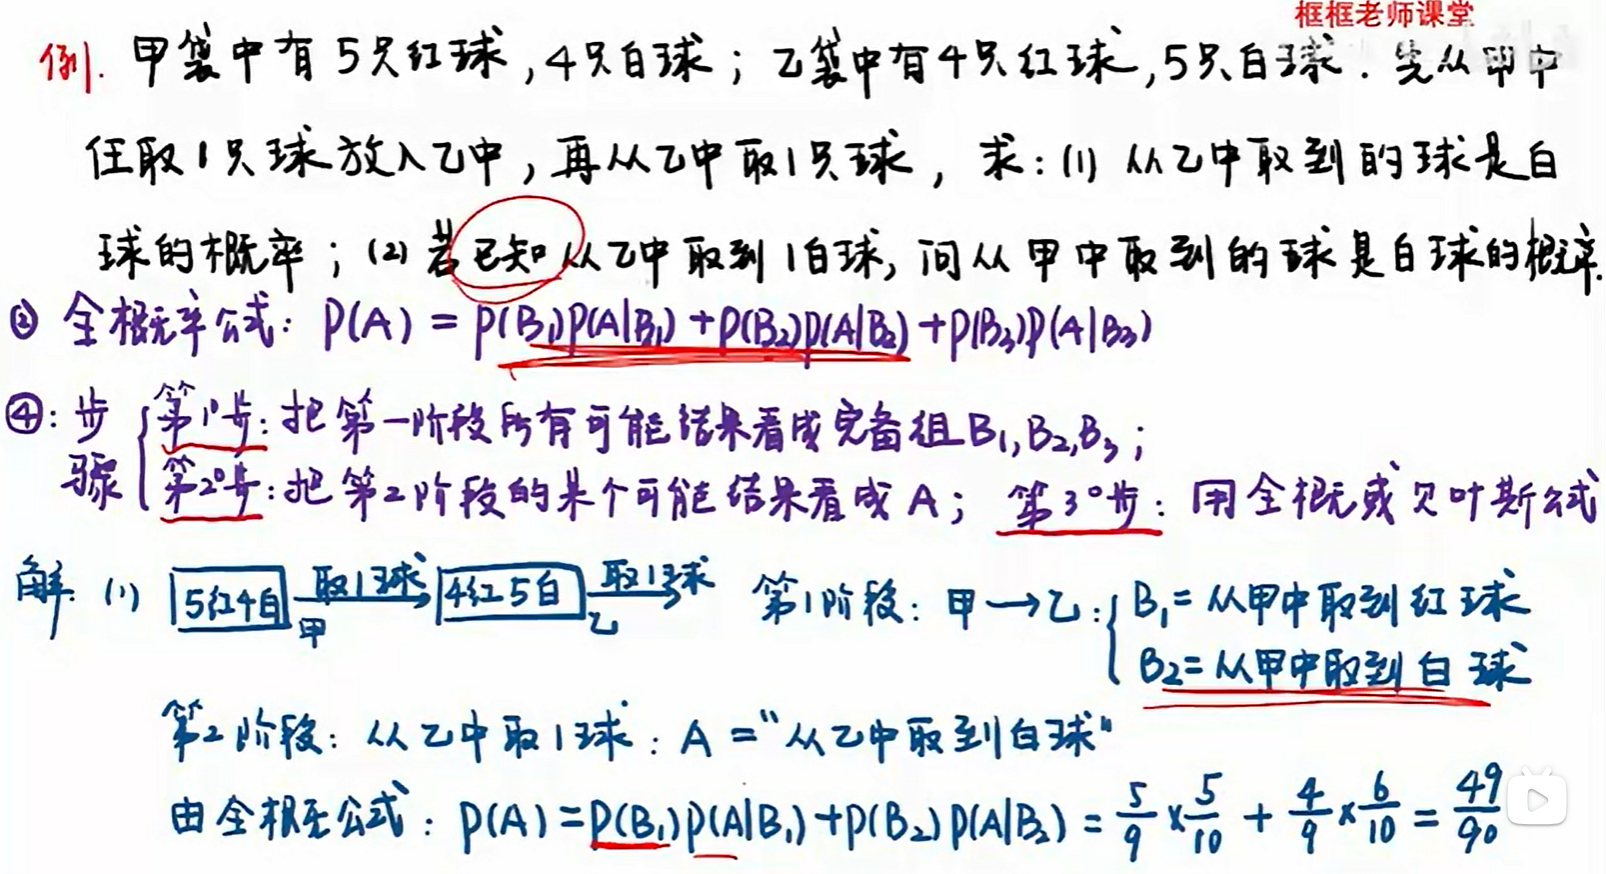 框框老师课堂
例. 甲袋中有5只红球,4只白球;乙袋中有4只红球,5只白球. 先从甲中
任取1只球放入乙中,再从乙中取1只球, 求:(1) 从乙中取到的球是白
球的概率;(2) 若已知从乙中取到1白球,问从甲中取到的球是白球的概率.
② 全概率公式: P(A) = P(B₁)P(A|B₁)+P(B₂)P(A|B₂)+P(B₃)P(A|B₃)
④: 步骤 { 第1°步: 把第一阶段所有可能结果看成完备组B₁,B₂,B₃;
第2°步: 把第2阶段的某个可能结果看成A; 第3°步: 用全概或贝叶斯公式
解: (1) 5红4白 取1球 甲 4红5白 取1球 乙 第1阶段: 甲→乙: { B₁= 从甲中取到红球
B₂= 从甲中取到白球
第2阶段: 从乙中取1球: A ="从乙中取到白球"
由全概率公式: P(A)=P(B₁)P(A|B₁)+P(B₂)P(A|B₂) = 5/9 × 5/10 + 4/9 × 6/10 = 49/90